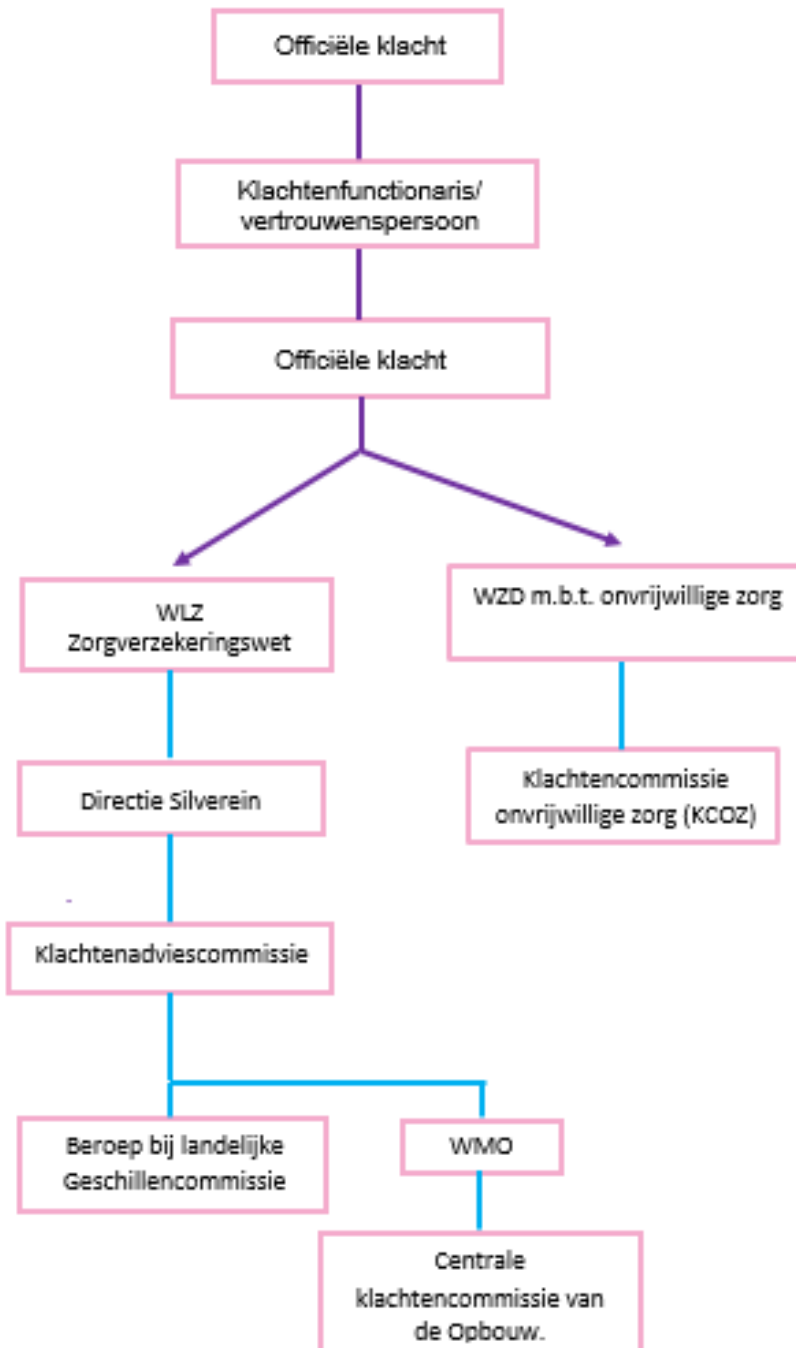 Officiële klacht
Klachtenfunctionaris/
vertrouwenspersoon
Officiële klacht
WLZ
Zorgverzekeringswet
WZD m.b.t. onvrijwillige zorg
Directie Silverein
Klachtencommissie
onvrijwillige zorg (KCOZ)
-
Klachtenadviescommissie
Beroep bij landelijke
Geschillencommissie
WMO
Centrale
klachtencommissie van
de Opbouw.